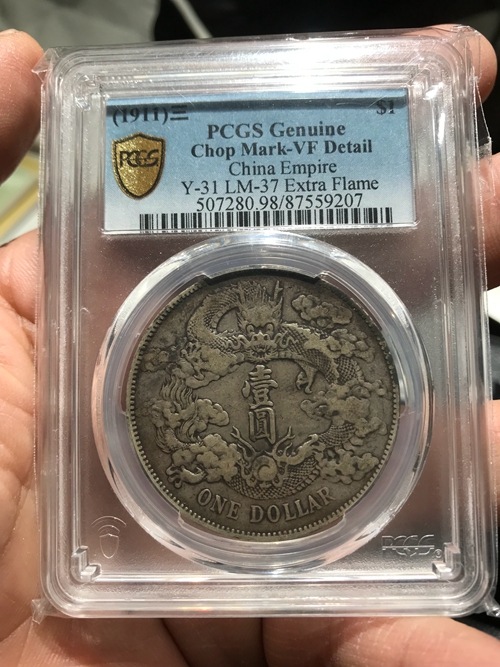 (1911)三 $1
PCGS Genuine
Chop Mark-VF Detail
China Empire
Y-31 LM-37 Extra Flame
507280.98/87559207
PCGS
壹
圓
ONE DOLLAR
PCGS